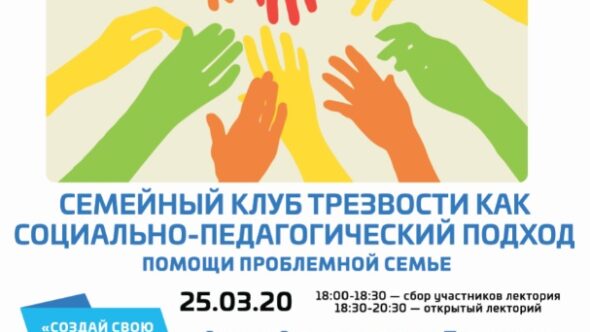 СЕМЕЙНЫЙ КЛУБ ТРЕЗВОСТИ КАК
СОЦИАЛЬНО-ПЕДАГОГИЧЕСКИЙ ПОДХОД
ПОМОЩИ ПРОБЛЕМНОЙ СЕМЬЕ
25.03.20
18:00-18:30 — сбор участников лектория
18:30-20:30 — открытый лекторий
«СОЗДАЙ СВОЮ